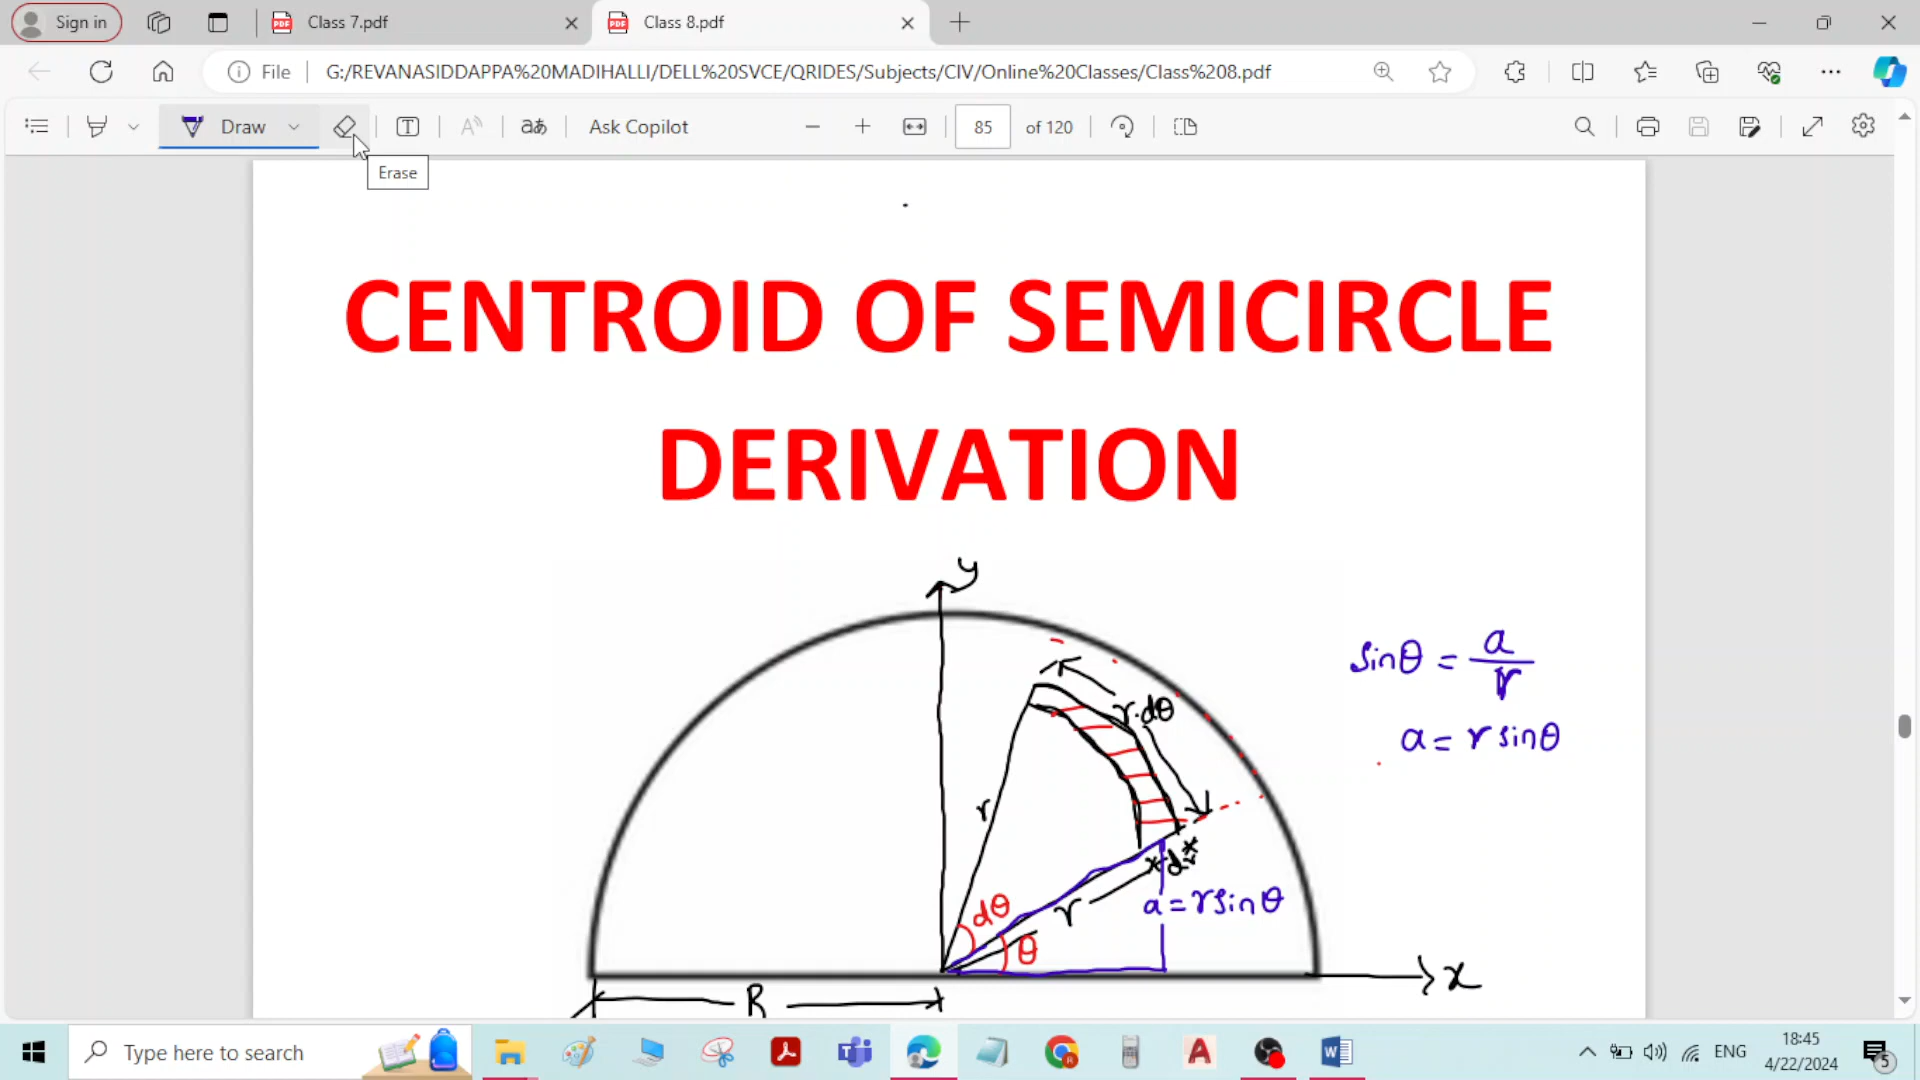 Sign in
Class 7.pdf
Class 8.pdf
File
G:/REVANASIDDAPPA%20MADIHALLI/DELL%20SVCE/QRIDES/Subjects/CIV/Online%20Classes/Class%208.pdf
Draw
Ask Copilot
85 of 120
Erase
CENTROID OF SEMICIRCLE
DERIVATION
y
sinθ = a/r
r.dθ
a = r sinθ
r
dr
a = r sinθ
dθ
r
θ
x
R
Type here to search
ENG
18:45
4/22/2024
5